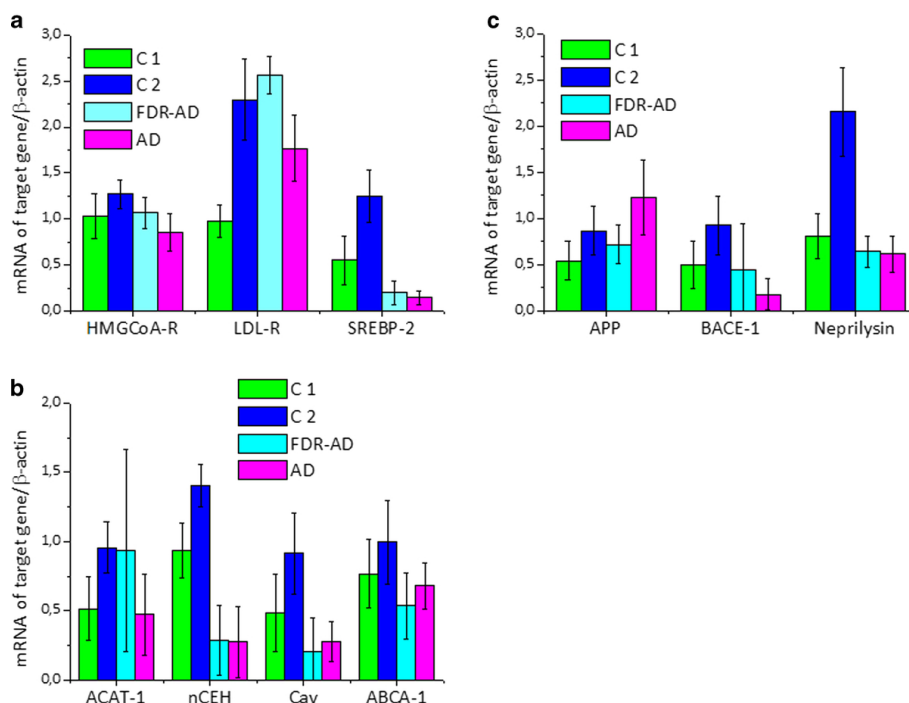 a
3,0
2,5
2,0
1,5
1,0
0,5
0,0
mRNA of target gene/β-actin
C 1
C 2
FDR-AD
AD
HMGCoA-R LDL-R SREBP-2
c
3,0
2,5
2,0
1,5
1,0
0,5
0,0
mRNA of target gene/β-actin
C 1
C 2
FDR-AD
AD
APP BACE-1 Neprilysin
b
2,0
1,5
1,0
0,5
0,0
mRNA of target gene/β-actin
C 1
C 2
FDR-AD
AD
ACAT-1 nCEH Cav ABCA-1